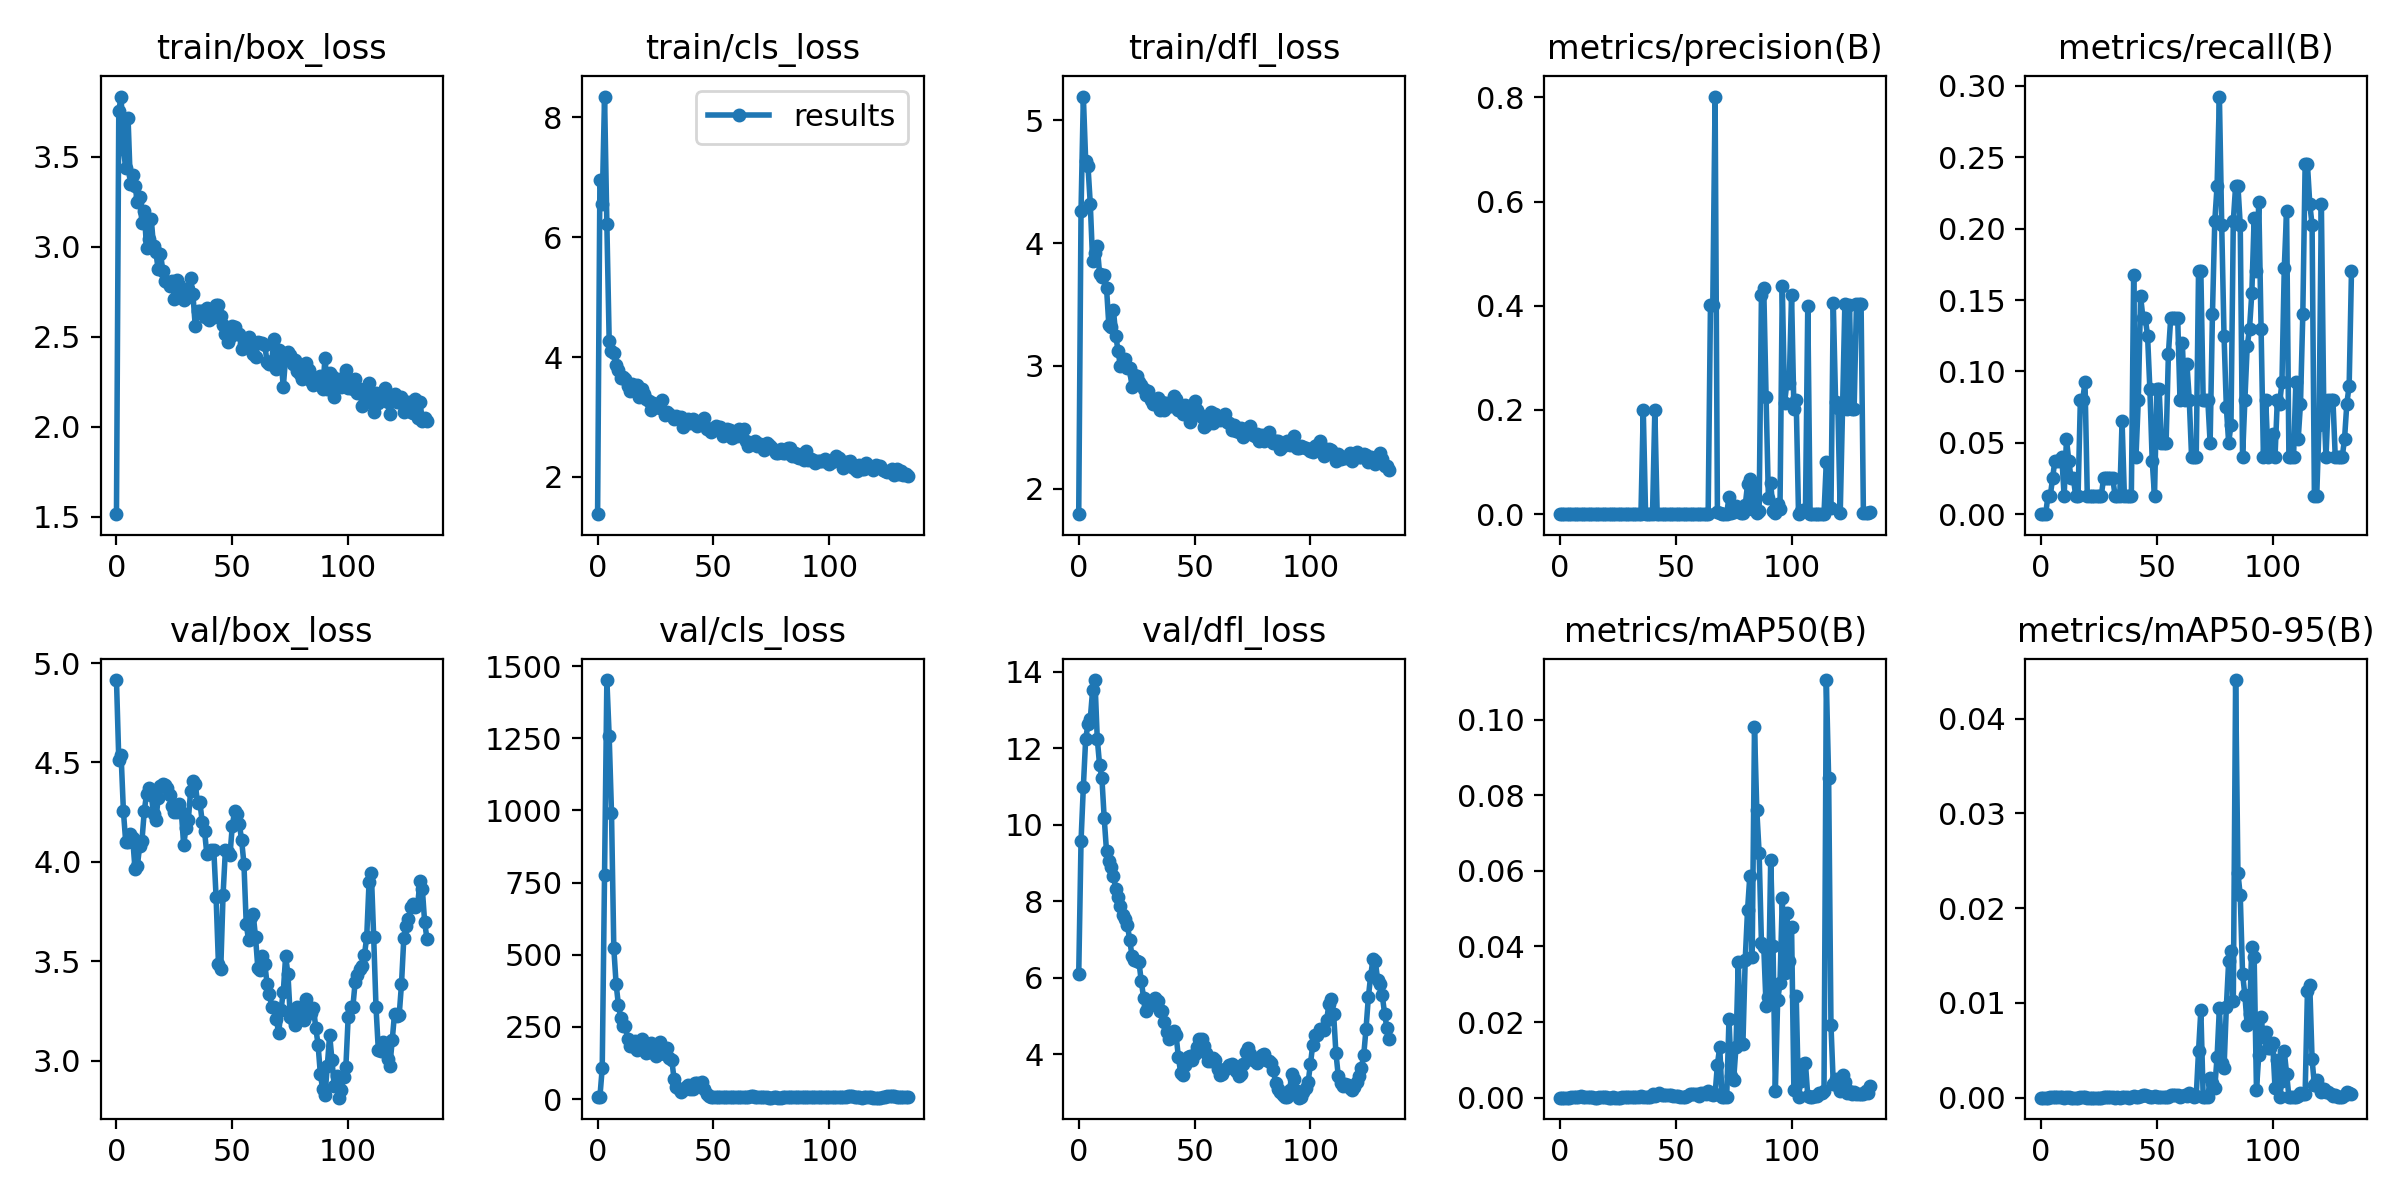 train/box_loss
3.5
3.0
2.5
2.0
1.5
0 50 100
train/cls_loss
results
8
6
4
2
0 50 100
train/dfl_loss
5
4
3
2
0 50 100
metrics/precision(B)
0.8
0.6
0.4
0.2
0.0
0 50 100
metrics/recall(B)
0.30
0.25
0.20
0.15
0.10
0.05
0.00
0 50 100
val/box_loss
5.0
4.5
4.0
3.5
3.0
0 50 100
val/cls_loss
1500
1250
1000
750
500
250
0
0 50 100
val/dfl_loss
14
12
10
8
6
4
0 50 100
metrics/mAP50(B)
0.10
0.08
0.06
0.04
0.02
0.00
0 50 100
metrics/mAP50-95(B)
0.04
0.03
0.02
0.01
0.00
0 50 100